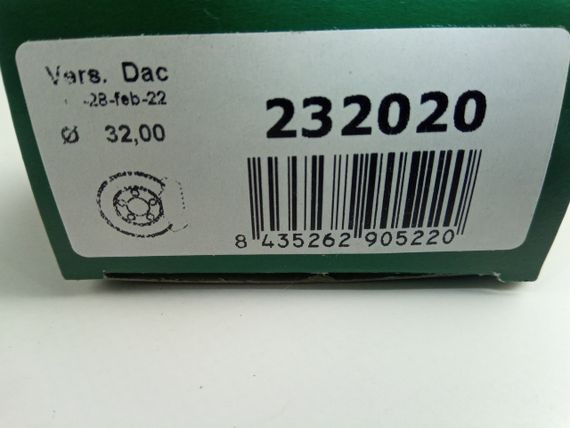 Vers. Dac
-28-feb-22
Ø 32,00
232020
8 435262 905220